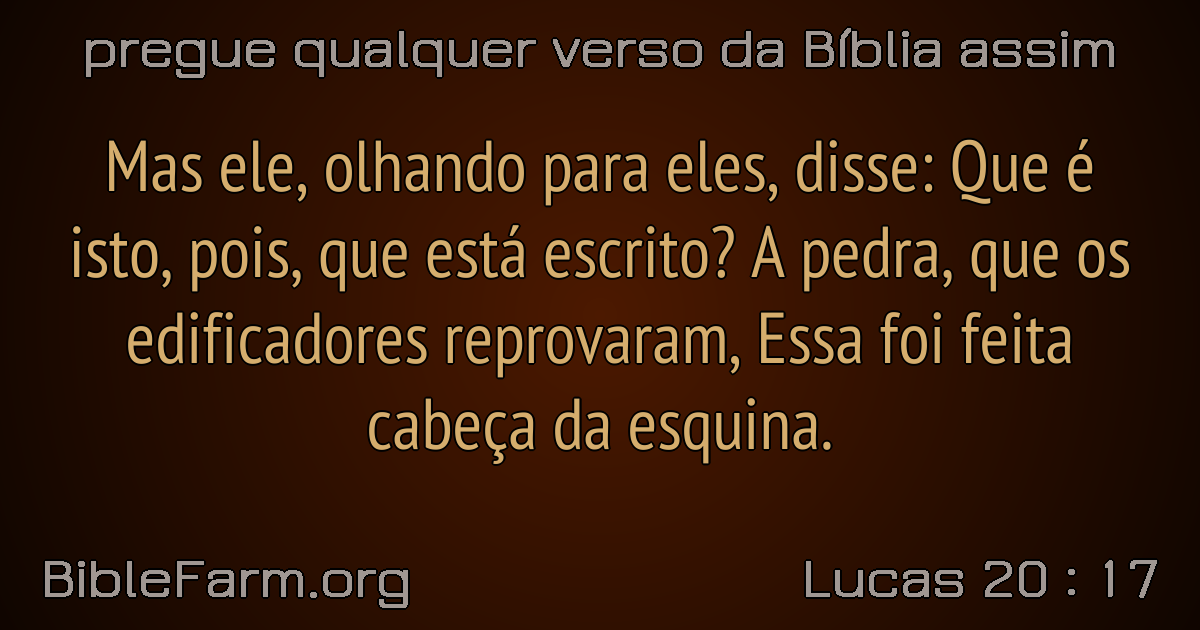 pregue qualquer verso da Bíblia assim
Mas ele, olhando para eles, disse: Que é
isto, pois, que está escrito? A pedra, que os
edificadores reprovaram, Essa foi feita
cabeça da esquina.
BibleFarm.org
Lucas 20 : 17